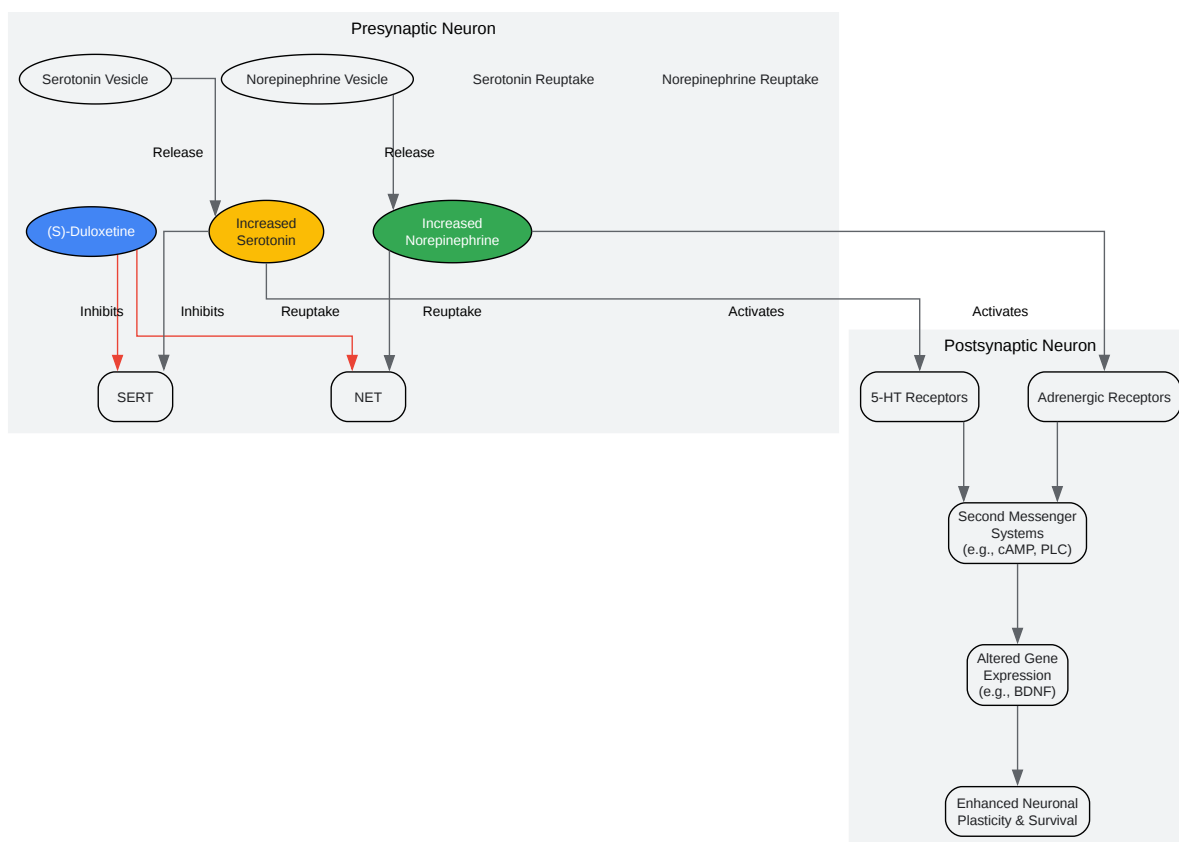 Presynaptic Neuron
Serotonin Vesicle
Norepinephrine Vesicle
Serotonin Reuptake
Norepinephrine Reuptake
Release
Release
(S)-Duloxetine
Increased
Serotonin
Increased
Norepinephrine
Inhibits
Inhibits
Reuptake
Reuptake
Activates
Activates
Postsynaptic Neuron
SERT
NET
5-HT Receptors
Adrenergic Receptors
Second Messenger
Systems
(e.g., cAMP, PLC)
Altered Gene
Expression
(e.g., BDNF)
Enhanced Neuronal
Plasticity & Survival